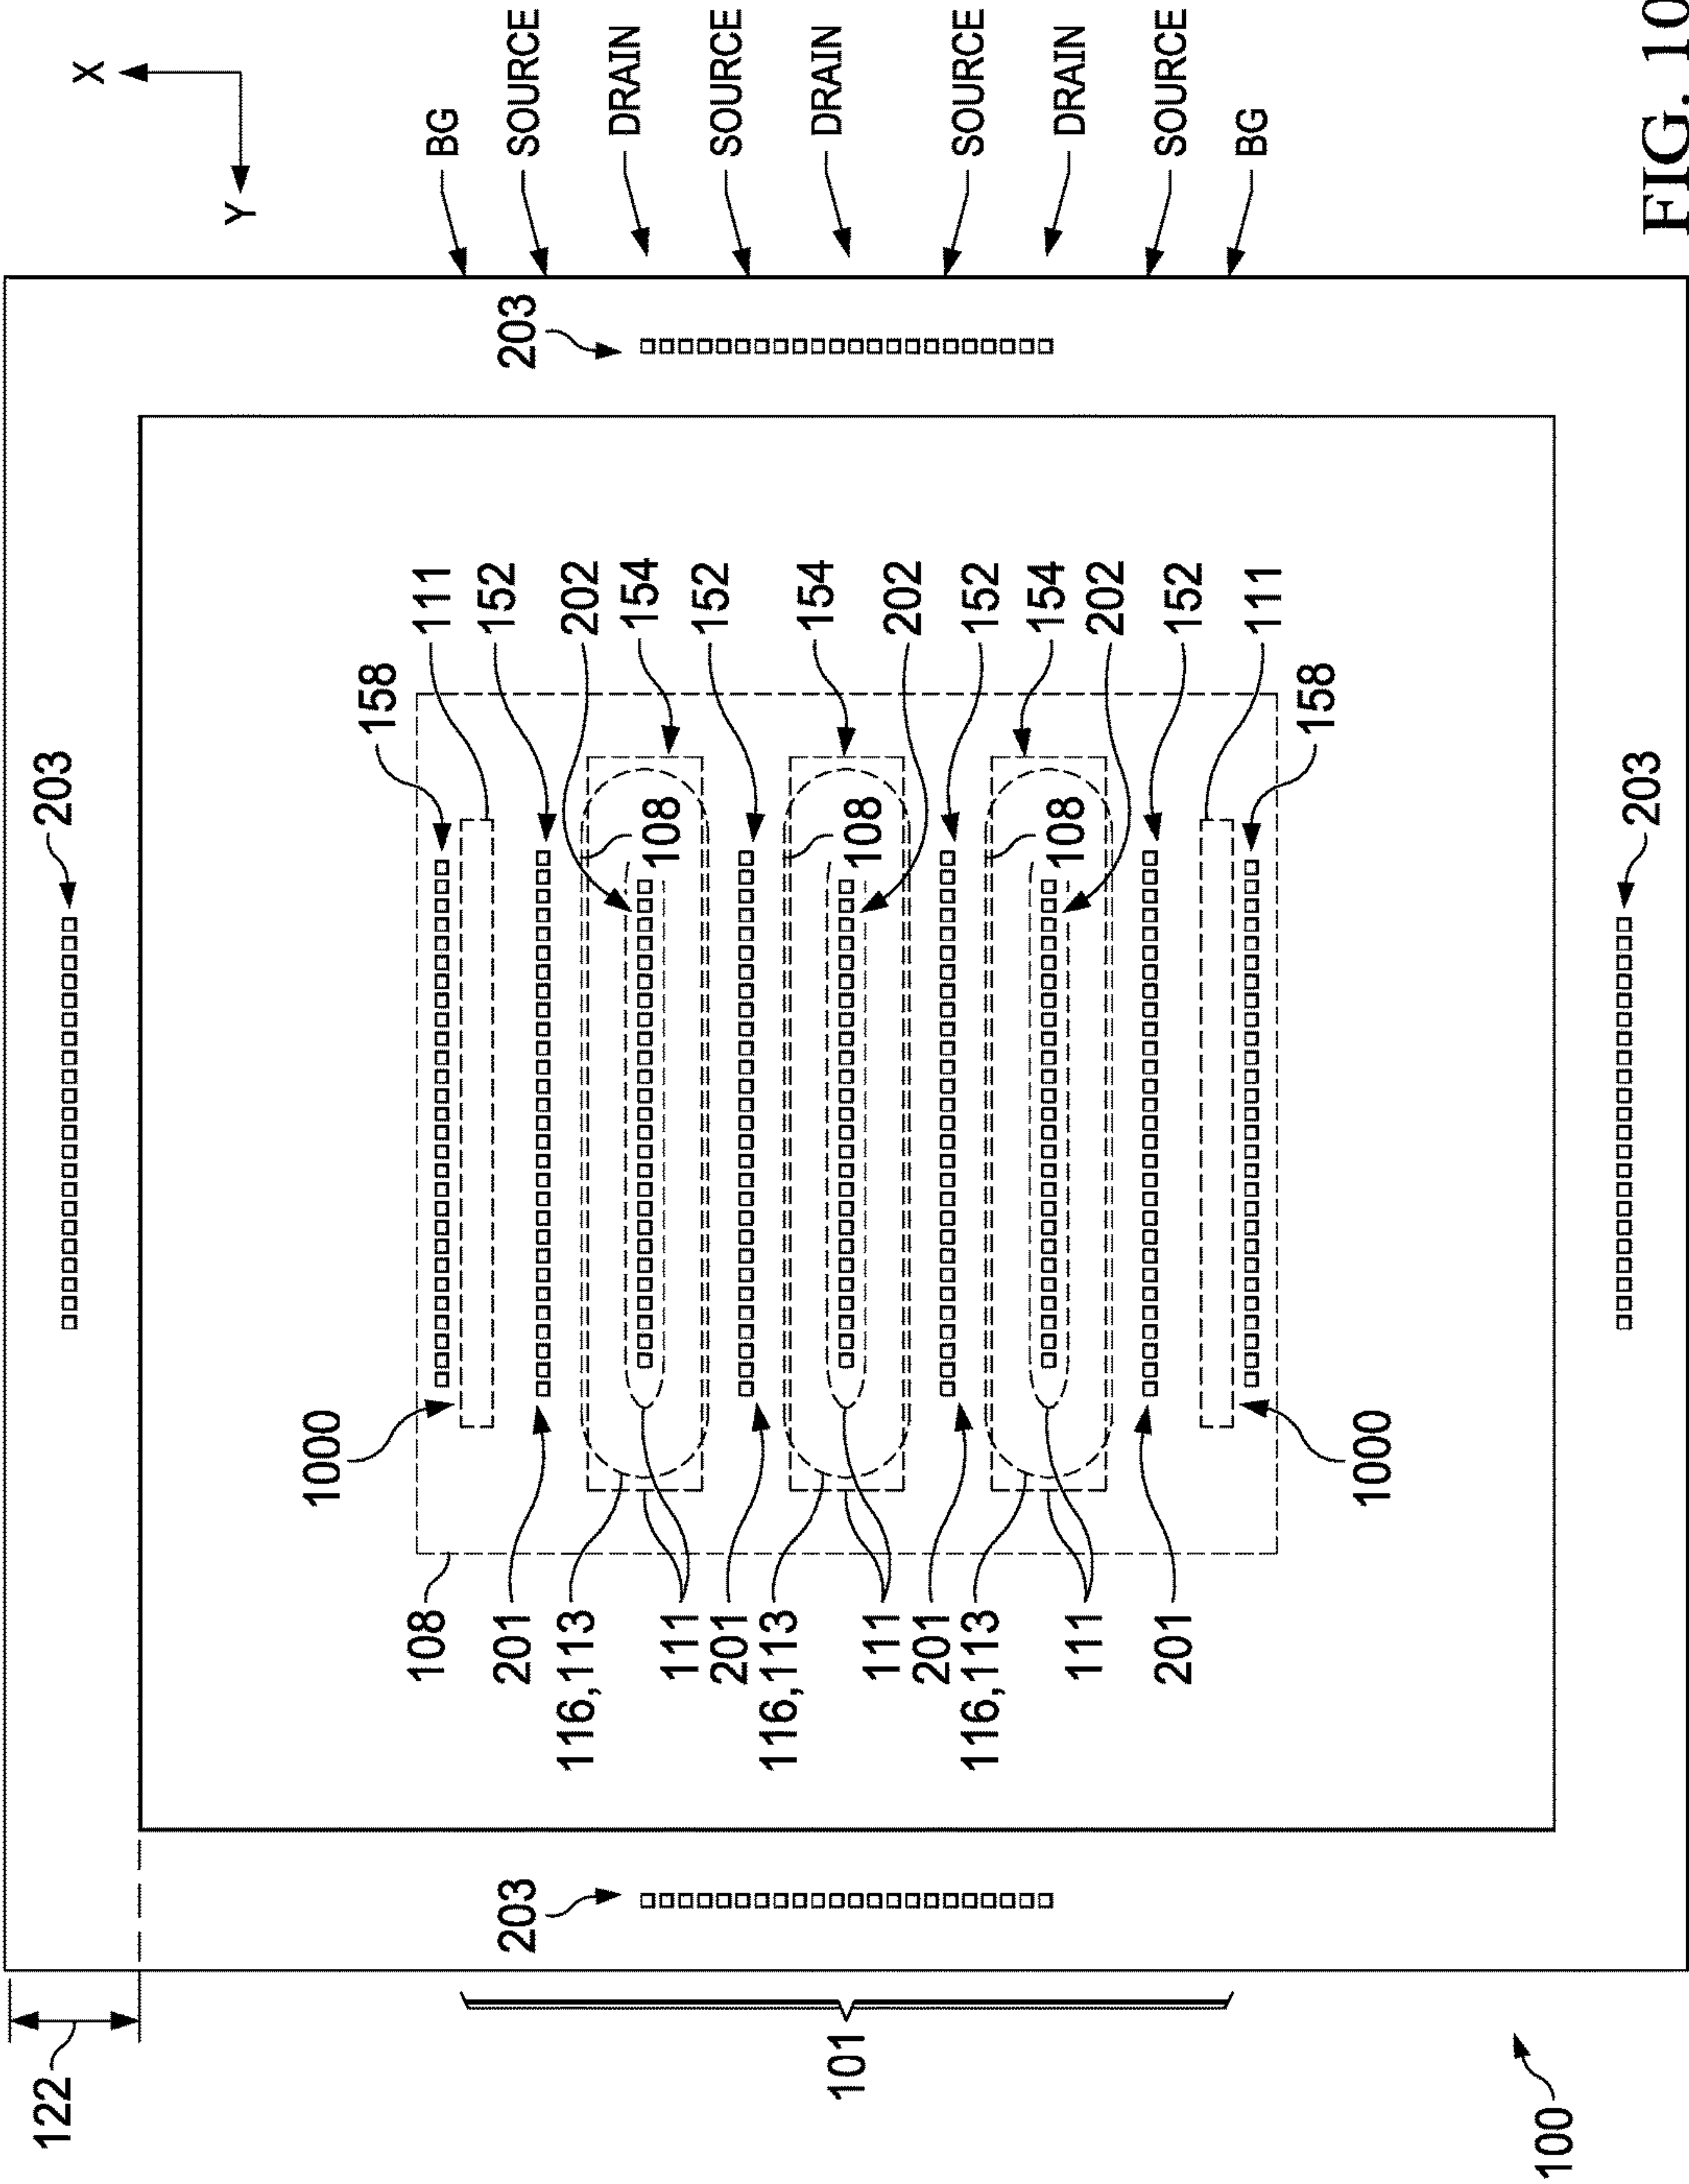 122 203 X
Y
1000 158
108 111 BG
203 201 152 203 SOURCE
116,113 202
111 108 154 DRAIN
201 152 SOURCE
116,113
101 111 108 154 DRAIN
201 202
116,113 152 SOURCE
111 108 154 DRAIN
202
201 152 SOURCE
111 BG
1000 158
100 203 FIG. 10